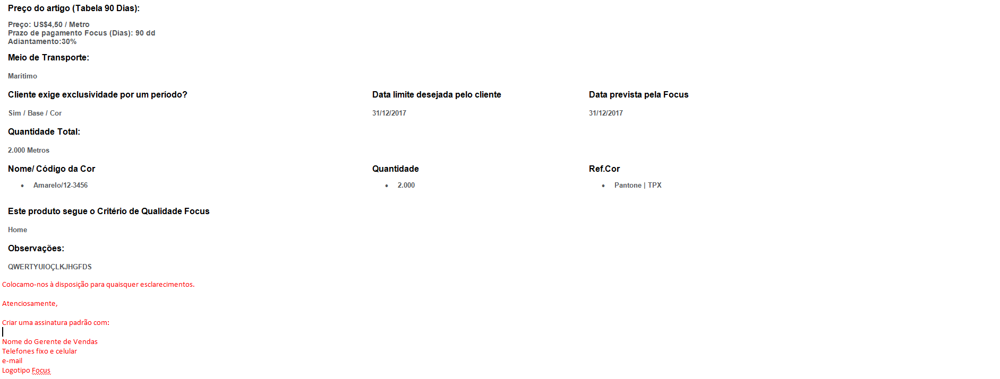 Preço do artigo (Tabela 90 Dias):
Preço: US$4,50 / Metro
Prazo de pagamento Focus (Dias): 90 dd
Adiantamento:30%
Meio de Transporte:
Marítimo
Cliente exige exclusividade por um período? Data limite desejada pelo cliente Data prevista pela Focus
Sim / Base / Cor 31/12/2017 31/12/2017
Quantidade Total:
2.000 Metros
Nome/ Código da Cor Quantidade Ref.Cor
• Amarelo/12-3456 • 2.000 • Pantone | TPX
Este produto segue o Critério de Qualidade Focus
Home
Observações:
QWERTYUIOÇLKJHGFDS
Colocamo-nos à disposição para quaisquer esclarecimentos.
Atenciosamente,
Criar uma assinatura padrão com:
Nome do Gerente de Vendas
Telefones fixo e celular
e-mail
Logotipo Focus